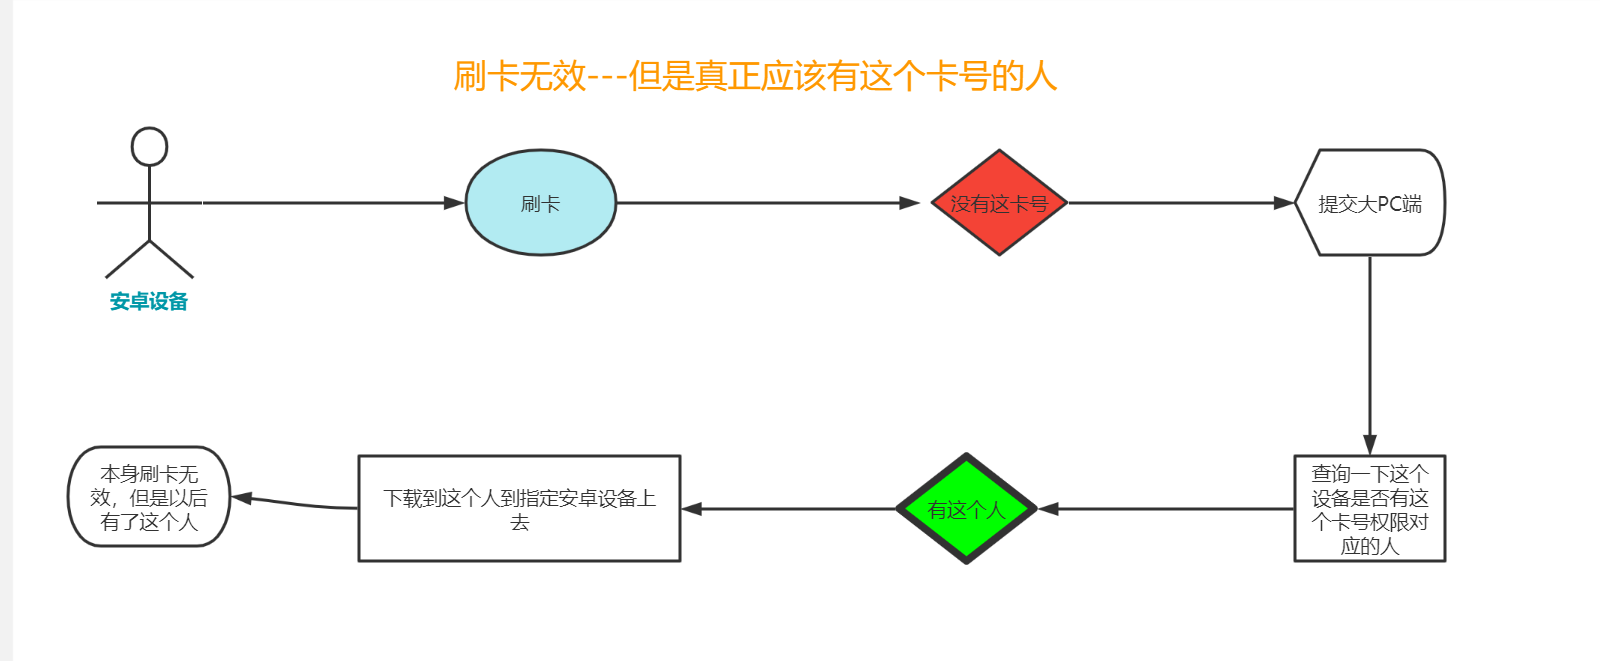 刷卡无效---但是真正应该有这个卡号的人
刷卡
没有这卡号
提交大PC端
安卓设备
本身刷卡无
效，但是以后
有了这个人
下载到这个人到指定安卓设备上
去
有这个人
查询一下这个
设备是否有这
个卡号权限对
应的人